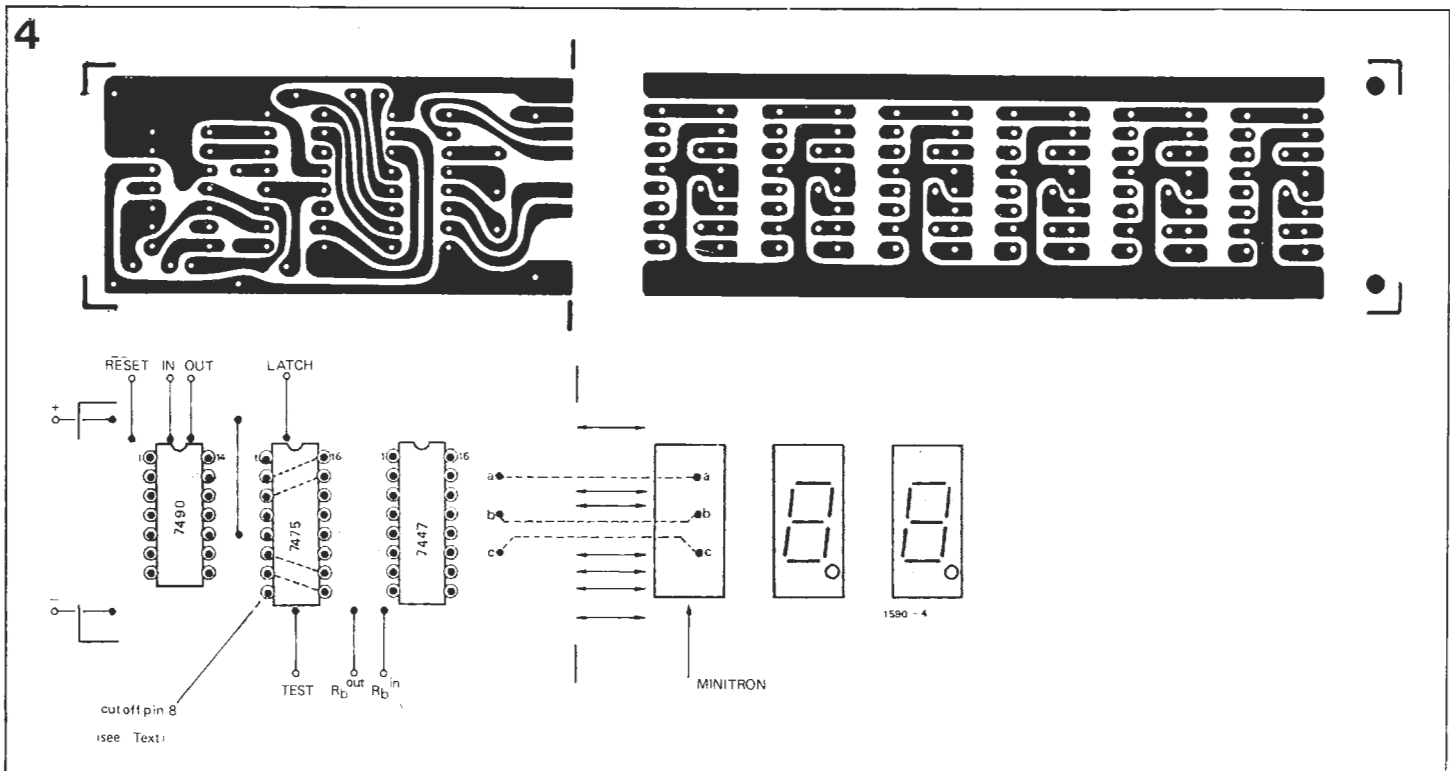 4
RESET IN OUT
LATCH
+
1 14
1 16
1 16
7490
7475
7447
a a
b b
c c
−
1590 - 4
TEST
Rb out
Rb in
MINITRON
cut off pin 8
(see Text)